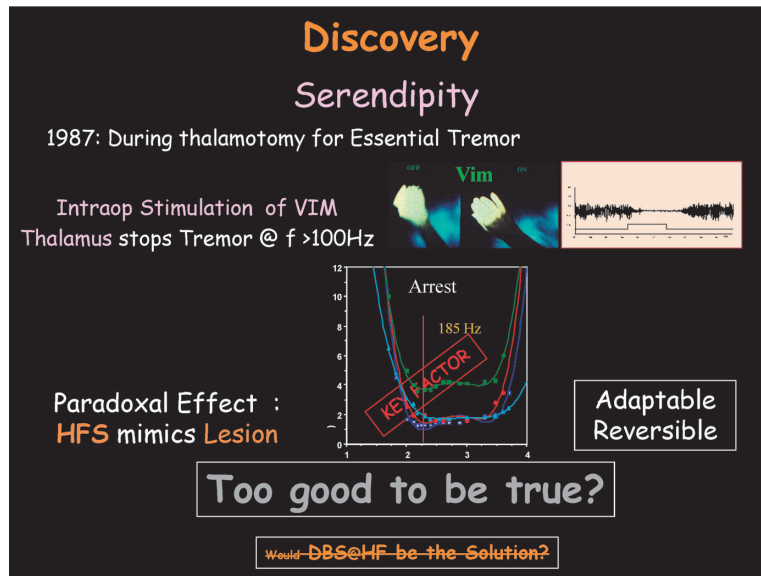 Discovery
Serendipity
1987: During thalamotomy for Essential Tremor
OFF Vim ON
Intraop Stimulation of VIM
Thalamus stops Tremor @ f >100Hz
12
10
8
6
4
2
0
1 2 3 4
Arrest
185 Hz
KEY FACTOR
Paradoxal Effect :
HFS mimics Lesion
Adaptable
Reversible
Too good to be true?
Would DBS@HF be the Solution?